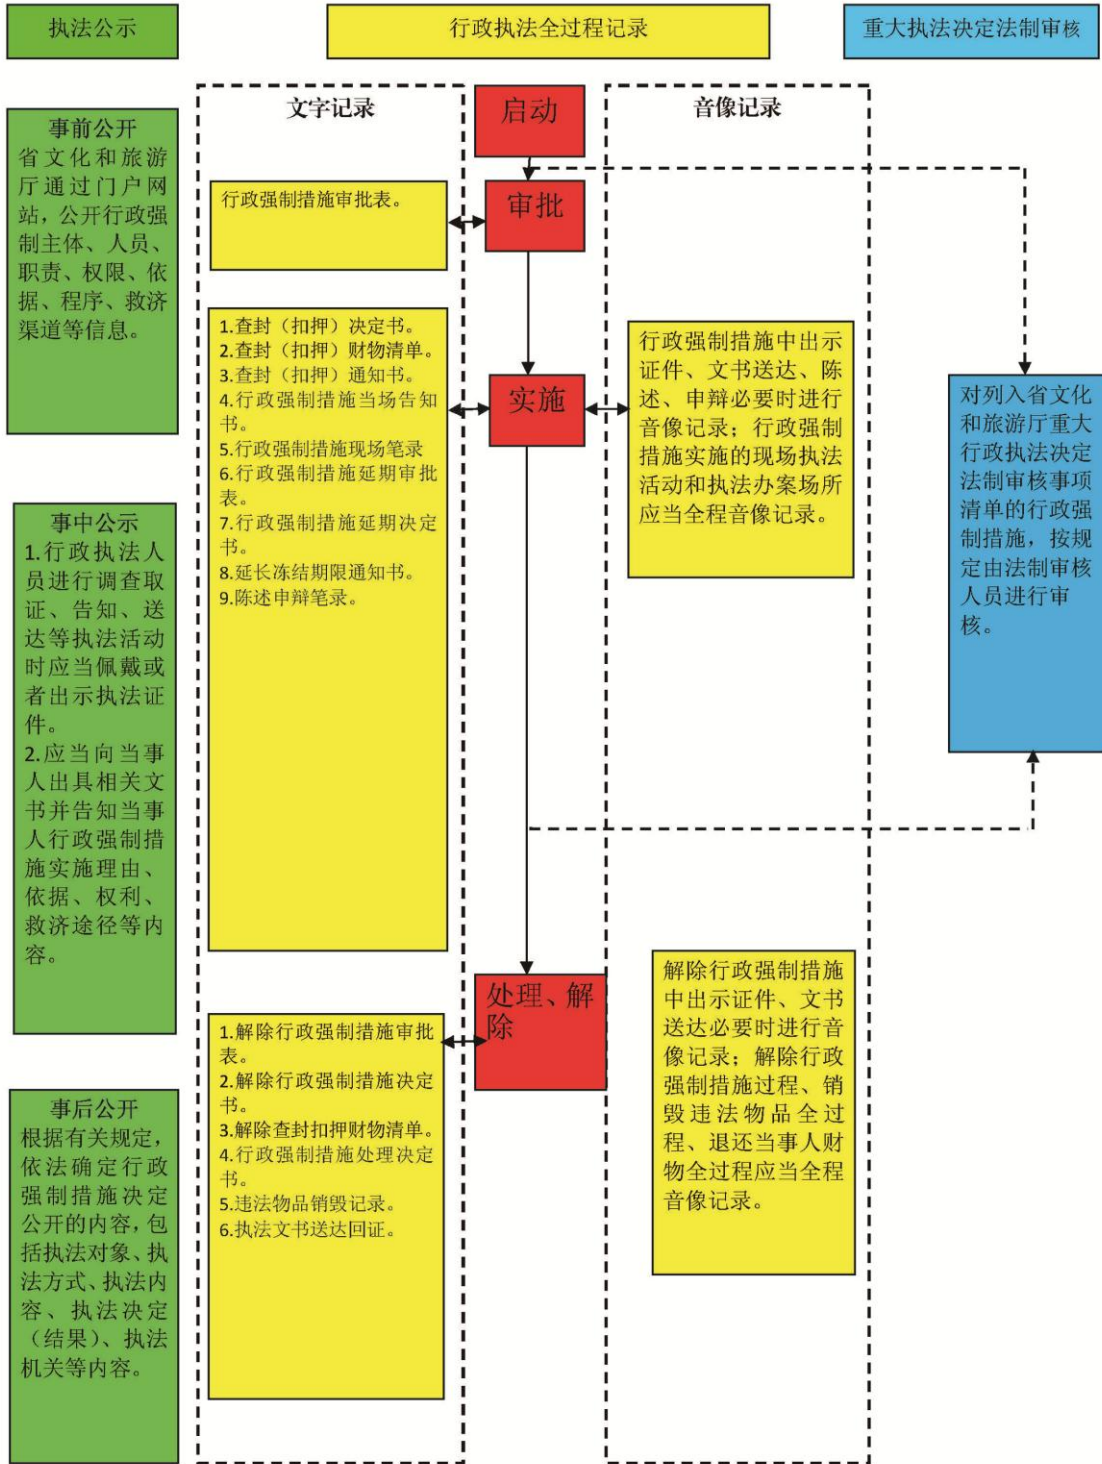 执法公示
行政执法全过程记录
重大执法决定法制审核
事前公开
省文化和旅游
厅通过门户网
站，公开行政强
制主体、人员、
职责、权限、依
据、程序、救济
渠道等信息。
事中公示
1.行政执法人
员进行调查取
证、告知、送
达等执法活动
时应当佩戴或
者出示执法证
件。
2.应当向当事
人出具相关文
书并告知当事
人行政强制措
施实施理由、
依据、权利、
救济途径等内
容。
事后公开
根据有关规定，
依法确定行政
强制措施决定
公开的内容，包
括执法对象、执
法方式、执法内
容、执法决定
（结果）、执法
机关等内容。
文字记录
行政强制措施审批表。
1.查封（扣押）决定书。
2.查封（扣押）财物清单。
3.查封（扣押）通知书。
4.行政强制措施当场告知
书。
5.行政强制措施现场笔录
6.行政强制措施延期审批
表。
7.行政强制措施延期决定
书。
8.延长冻结期限通知书。
9.陈述申辩笔录。
1.解除行政强制措施审批
表。
2.解除行政强制措施决定
书。
3.解除查封扣押财物清单。
4.行政强制措施处理决定
书。
5.违法物品销毁记录。
6.执法文书送达回证。
启动
审批
实施
处理、解
除
音像记录
行政强制措施中出示
证件、文书送达、陈
述、申辩必要时进行
音像记录；行政强制
措施实施的现场执法
活动和执法办案场所
应当全程音像记录。
解除行政强制措施
中出示证件、文书
送达必要时进行音
像记录；解除行政
强制措施过程、销
毁违法物品全过
程、退还当事人财
物全过程应当全程
音像记录。
对列入省文化
和旅游厅重大
行政执法决定
法制审核事项
清单的行政强
制措施，按规
定由法制审核
人员进行审
核。